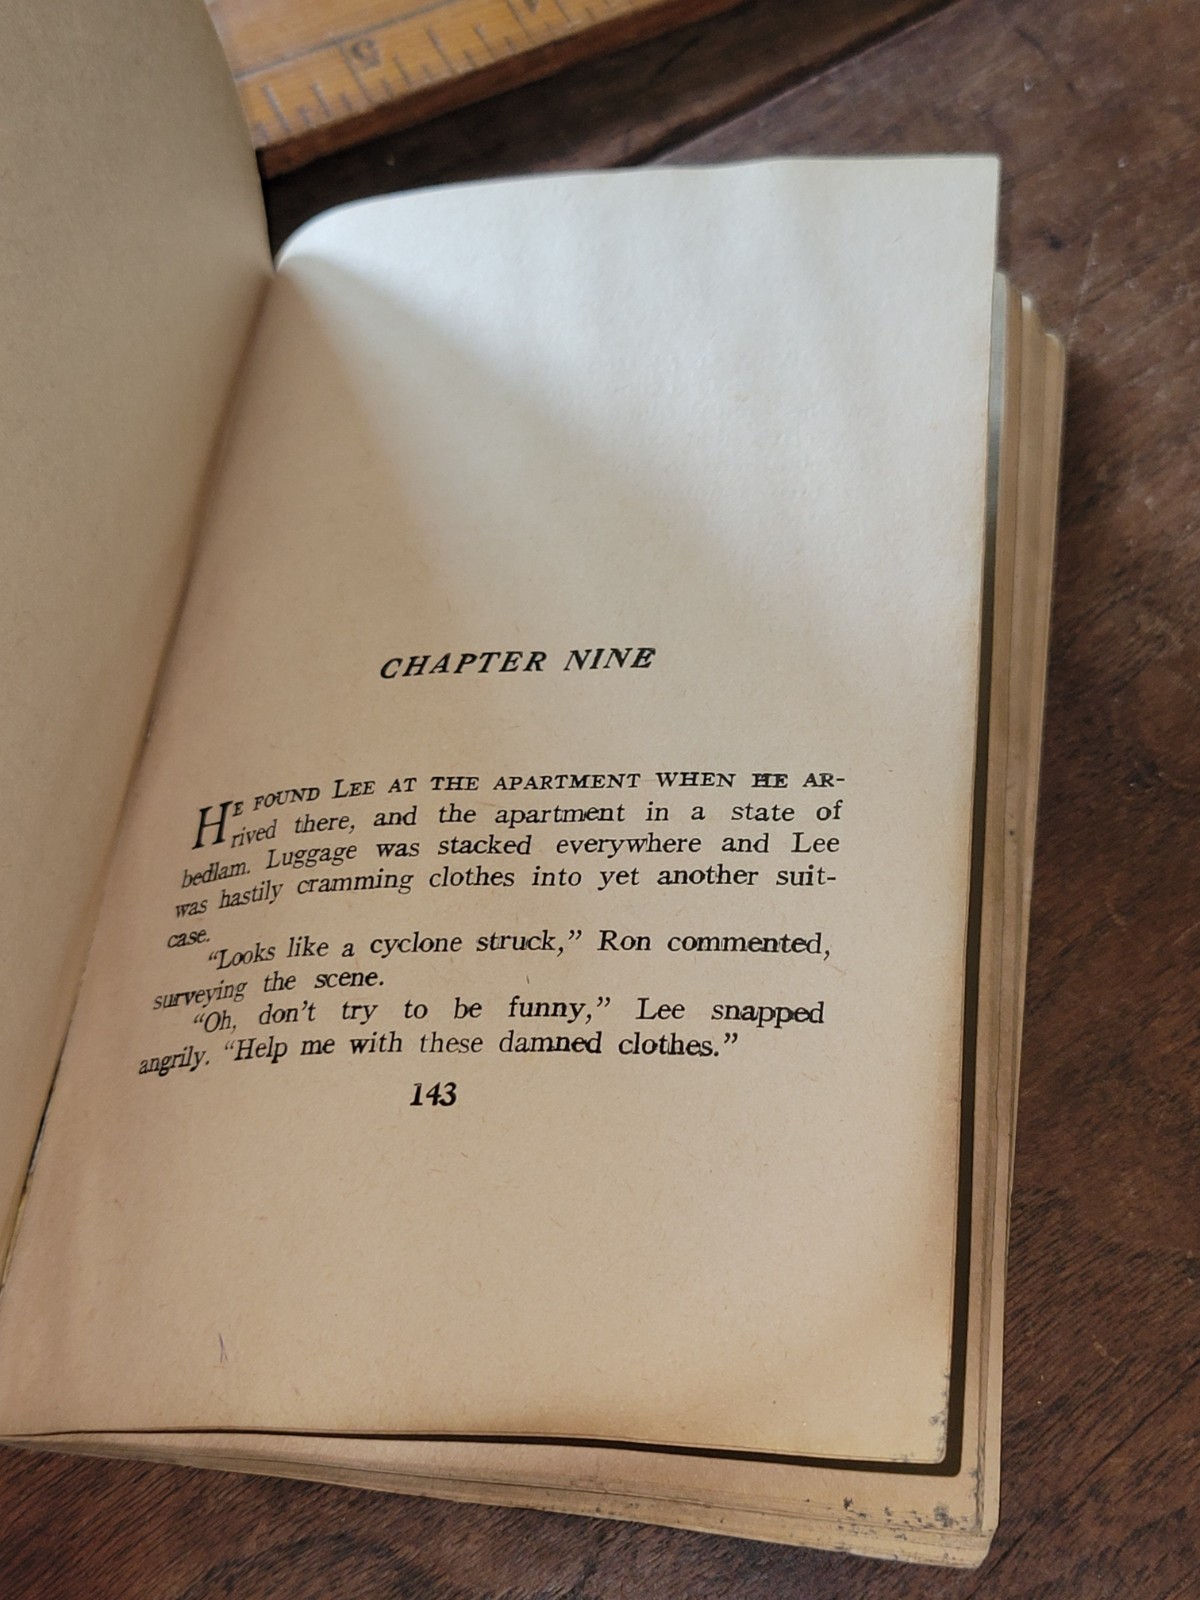 5
CHAPTER NINE
HE FOUND LEE AT THE APARTMENT WHEN HE AR-
rived there, and the apartment in a state of
bedlam. Luggage was stacked everywhere and Lee
was hastily cramming clothes into yet another suit-
case.
“Looks like a cyclone struck,” Ron commented,
surveying the scene.
“Oh, don’t try to be funny,” Lee snapped
angrily. “Help me with these damned clothes.”
143